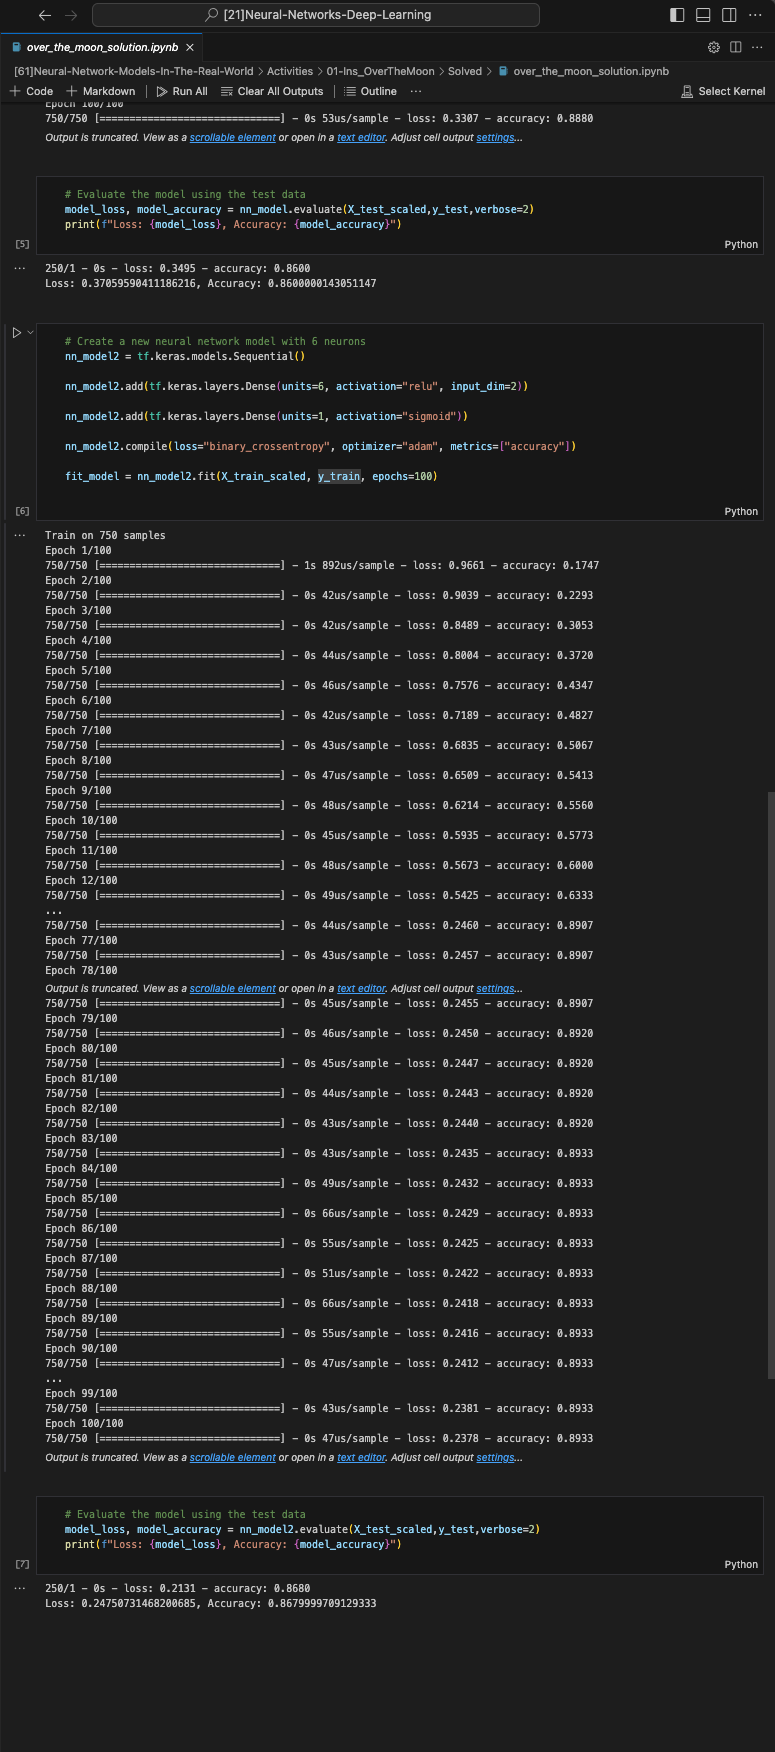 [21]Neural-Networks-Deep-Learning
over_the_moon_solution.ipynb
[61]Neural-Network-Models-In-The-Real-World > Activities > 01-Ins_OverTheMoon > Solved > over_the_moon_solution.ipynb
+ Code + Markdown | Run All Clear All Outputs | Outline ... Select Kernel
Epoch 100/100
750/750 [==============================] - 0s 53us/sample - loss: 0.3307 - accuracy: 0.8880
Output is truncated. View as a scrollable element or open in a text editor. Adjust cell output settings...
# Evaluate the model using the test data
model_loss, model_accuracy = nn_model.evaluate(X_test_scaled,y_test,verbose=2)
print(f"Loss: {model_loss}, Accuracy: {model_accuracy}")
[5]
Python
250/1 - 0s - loss: 0.3495 - accuracy: 0.8600
Loss: 0.37059590411186216, Accuracy: 0.8600000143051147
# Create a new neural network model with 6 neurons
nn_model2 = tf.keras.models.Sequential()
nn_model2.add(tf.keras.layers.Dense(units=6, activation="relu", input_dim=2))
nn_model2.add(tf.keras.layers.Dense(units=1, activation="sigmoid"))
nn_model2.compile(loss="binary_crossentropy", optimizer="adam", metrics=["accuracy"])
fit_model = nn_model2.fit(X_train_scaled, y_train, epochs=100)
[6]
Python
Train on 750 samples
Epoch 1/100
750/750 [==============================] - 1s 892us/sample - loss: 0.9661 - accuracy: 0.1747
Epoch 2/100
750/750 [==============================] - 0s 42us/sample - loss: 0.9039 - accuracy: 0.2293
Epoch 3/100
750/750 [==============================] - 0s 42us/sample - loss: 0.8489 - accuracy: 0.3053
Epoch 4/100
750/750 [==============================] - 0s 44us/sample - loss: 0.8004 - accuracy: 0.3720
Epoch 5/100
750/750 [==============================] - 0s 46us/sample - loss: 0.7576 - accuracy: 0.4347
Epoch 6/100
750/750 [==============================] - 0s 42us/sample - loss: 0.7189 - accuracy: 0.4827
Epoch 7/100
750/750 [==============================] - 0s 43us/sample - loss: 0.6835 - accuracy: 0.5067
Epoch 8/100
750/750 [==============================] - 0s 47us/sample - loss: 0.6509 - accuracy: 0.5413
Epoch 9/100
750/750 [==============================] - 0s 48us/sample - loss: 0.6214 - accuracy: 0.5560
Epoch 10/100
750/750 [==============================] - 0s 45us/sample - loss: 0.5935 - accuracy: 0.5773
Epoch 11/100
750/750 [==============================] - 0s 48us/sample - loss: 0.5673 - accuracy: 0.6000
Epoch 12/100
750/750 [==============================] - 0s 49us/sample - loss: 0.5425 - accuracy: 0.6333
...
750/750 [==============================] - 0s 44us/sample - loss: 0.2460 - accuracy: 0.8907
Epoch 77/100
750/750 [==============================] - 0s 43us/sample - loss: 0.2457 - accuracy: 0.8907
Epoch 78/100
Output is truncated. View as a scrollable element or open in a text editor. Adjust cell output settings...
750/750 [==============================] - 0s 45us/sample - loss: 0.2455 - accuracy: 0.8907
Epoch 79/100
750/750 [==============================] - 0s 46us/sample - loss: 0.2450 - accuracy: 0.8920
Epoch 80/100
750/750 [==============================] - 0s 45us/sample - loss: 0.2447 - accuracy: 0.8920
Epoch 81/100
750/750 [==============================] - 0s 44us/sample - loss: 0.2443 - accuracy: 0.8920
Epoch 82/100
750/750 [==============================] - 0s 43us/sample - loss: 0.2440 - accuracy: 0.8920
Epoch 83/100
750/750 [==============================] - 0s 43us/sample - loss: 0.2435 - accuracy: 0.8933
Epoch 84/100
750/750 [==============================] - 0s 49us/sample - loss: 0.2432 - accuracy: 0.8933
Epoch 85/100
750/750 [==============================] - 0s 66us/sample - loss: 0.2429 - accuracy: 0.8933
Epoch 86/100
750/750 [==============================] - 0s 55us/sample - loss: 0.2425 - accuracy: 0.8933
Epoch 87/100
750/750 [==============================] - 0s 51us/sample - loss: 0.2422 - accuracy: 0.8933
Epoch 88/100
750/750 [==============================] - 0s 66us/sample - loss: 0.2418 - accuracy: 0.8933
Epoch 89/100
750/750 [==============================] - 0s 55us/sample - loss: 0.2416 - accuracy: 0.8933
Epoch 90/100
750/750 [==============================] - 0s 47us/sample - loss: 0.2412 - accuracy: 0.8933
...
Epoch 99/100
750/750 [==============================] - 0s 43us/sample - loss: 0.2381 - accuracy: 0.8933
Epoch 100/100
750/750 [==============================] - 0s 47us/sample - loss: 0.2378 - accuracy: 0.8933
Output is truncated. View as a scrollable element or open in a text editor. Adjust cell output settings...
# Evaluate the model using the test data
model_loss, model_accuracy = nn_model2.evaluate(X_test_scaled,y_test,verbose=2)
print(f"Loss: {model_loss}, Accuracy: {model_accuracy}")
[7]
Python
250/1 - 0s - loss: 0.2131 - accuracy: 0.8680
Loss: 0.24750731468200685, Accuracy: 0.8679999709129333